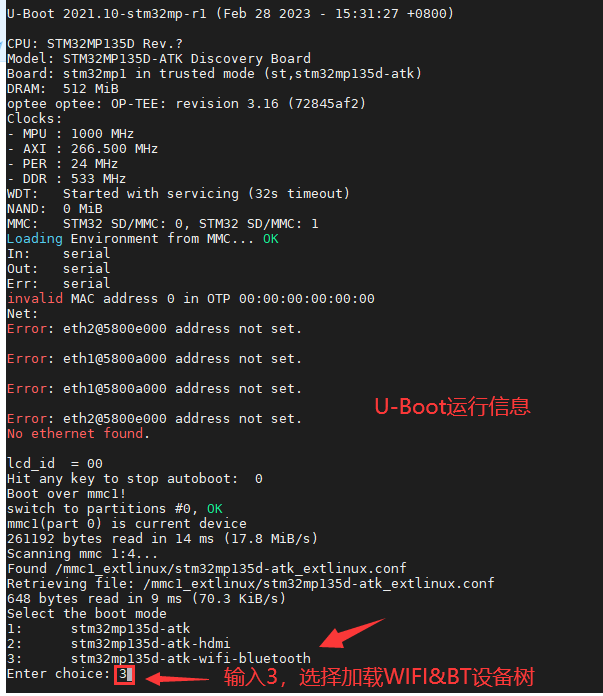 U-Boot 2021.10-stm32mp-r1 (Feb 28 2023 - 15:31:27 +0800)
CPU: STM32MP135D Rev.?
Model: STM32MP135D-ATK Discovery Board
Board: stm32mp1 in trusted mode (st,stm32mp135d-atk)
DRAM:  512 MiB
optee optee: OP-TEE: revision 3.16 (72845af2)
Clocks:
- MPU : 1000 MHz
- AXI : 266.500 MHz
- PER : 24 MHz
- DDR : 533 MHz
WDT:   Started with servicing (32s timeout)
NAND:  0 MiB
MMC:   STM32 SD/MMC: 0, STM32 SD/MMC: 1
Loading Environment from MMC... OK
In:    serial
Out:   serial
Err:   serial
invalid MAC address 0 in OTP 00:00:00:00:00:00
Net:
Error: eth2@5800e000 address not set.
Error: eth1@5800a000 address not set.
Error: eth1@5800a000 address not set.
Error: eth2@5800e000 address not set.
U-Boot运行信息
No ethernet found.
lcd_id  = 00
Hit any key to stop autoboot:  0
Boot over mmc1!
switch to partitions #0, OK
mmc1(part 0) is current device
261192 bytes read in 14 ms (17.8 MiB/s)
Scanning mmc 1:4...
Found /mmc1_extlinux/stm32mp135d-atk_extlinux.conf
Retrieving file: /mmc1_extlinux/stm32mp135d-atk_extlinux.conf
648 bytes read in 9 ms (70.3 KiB/s)
Select the boot mode
1:      stm32mp135d-atk
2:      stm32mp135d-atk-hdmi
3:      stm32mp135d-atk-wifi-bluetooth
Enter choice: 3
输入3，选择加载WIFI&BT设备树